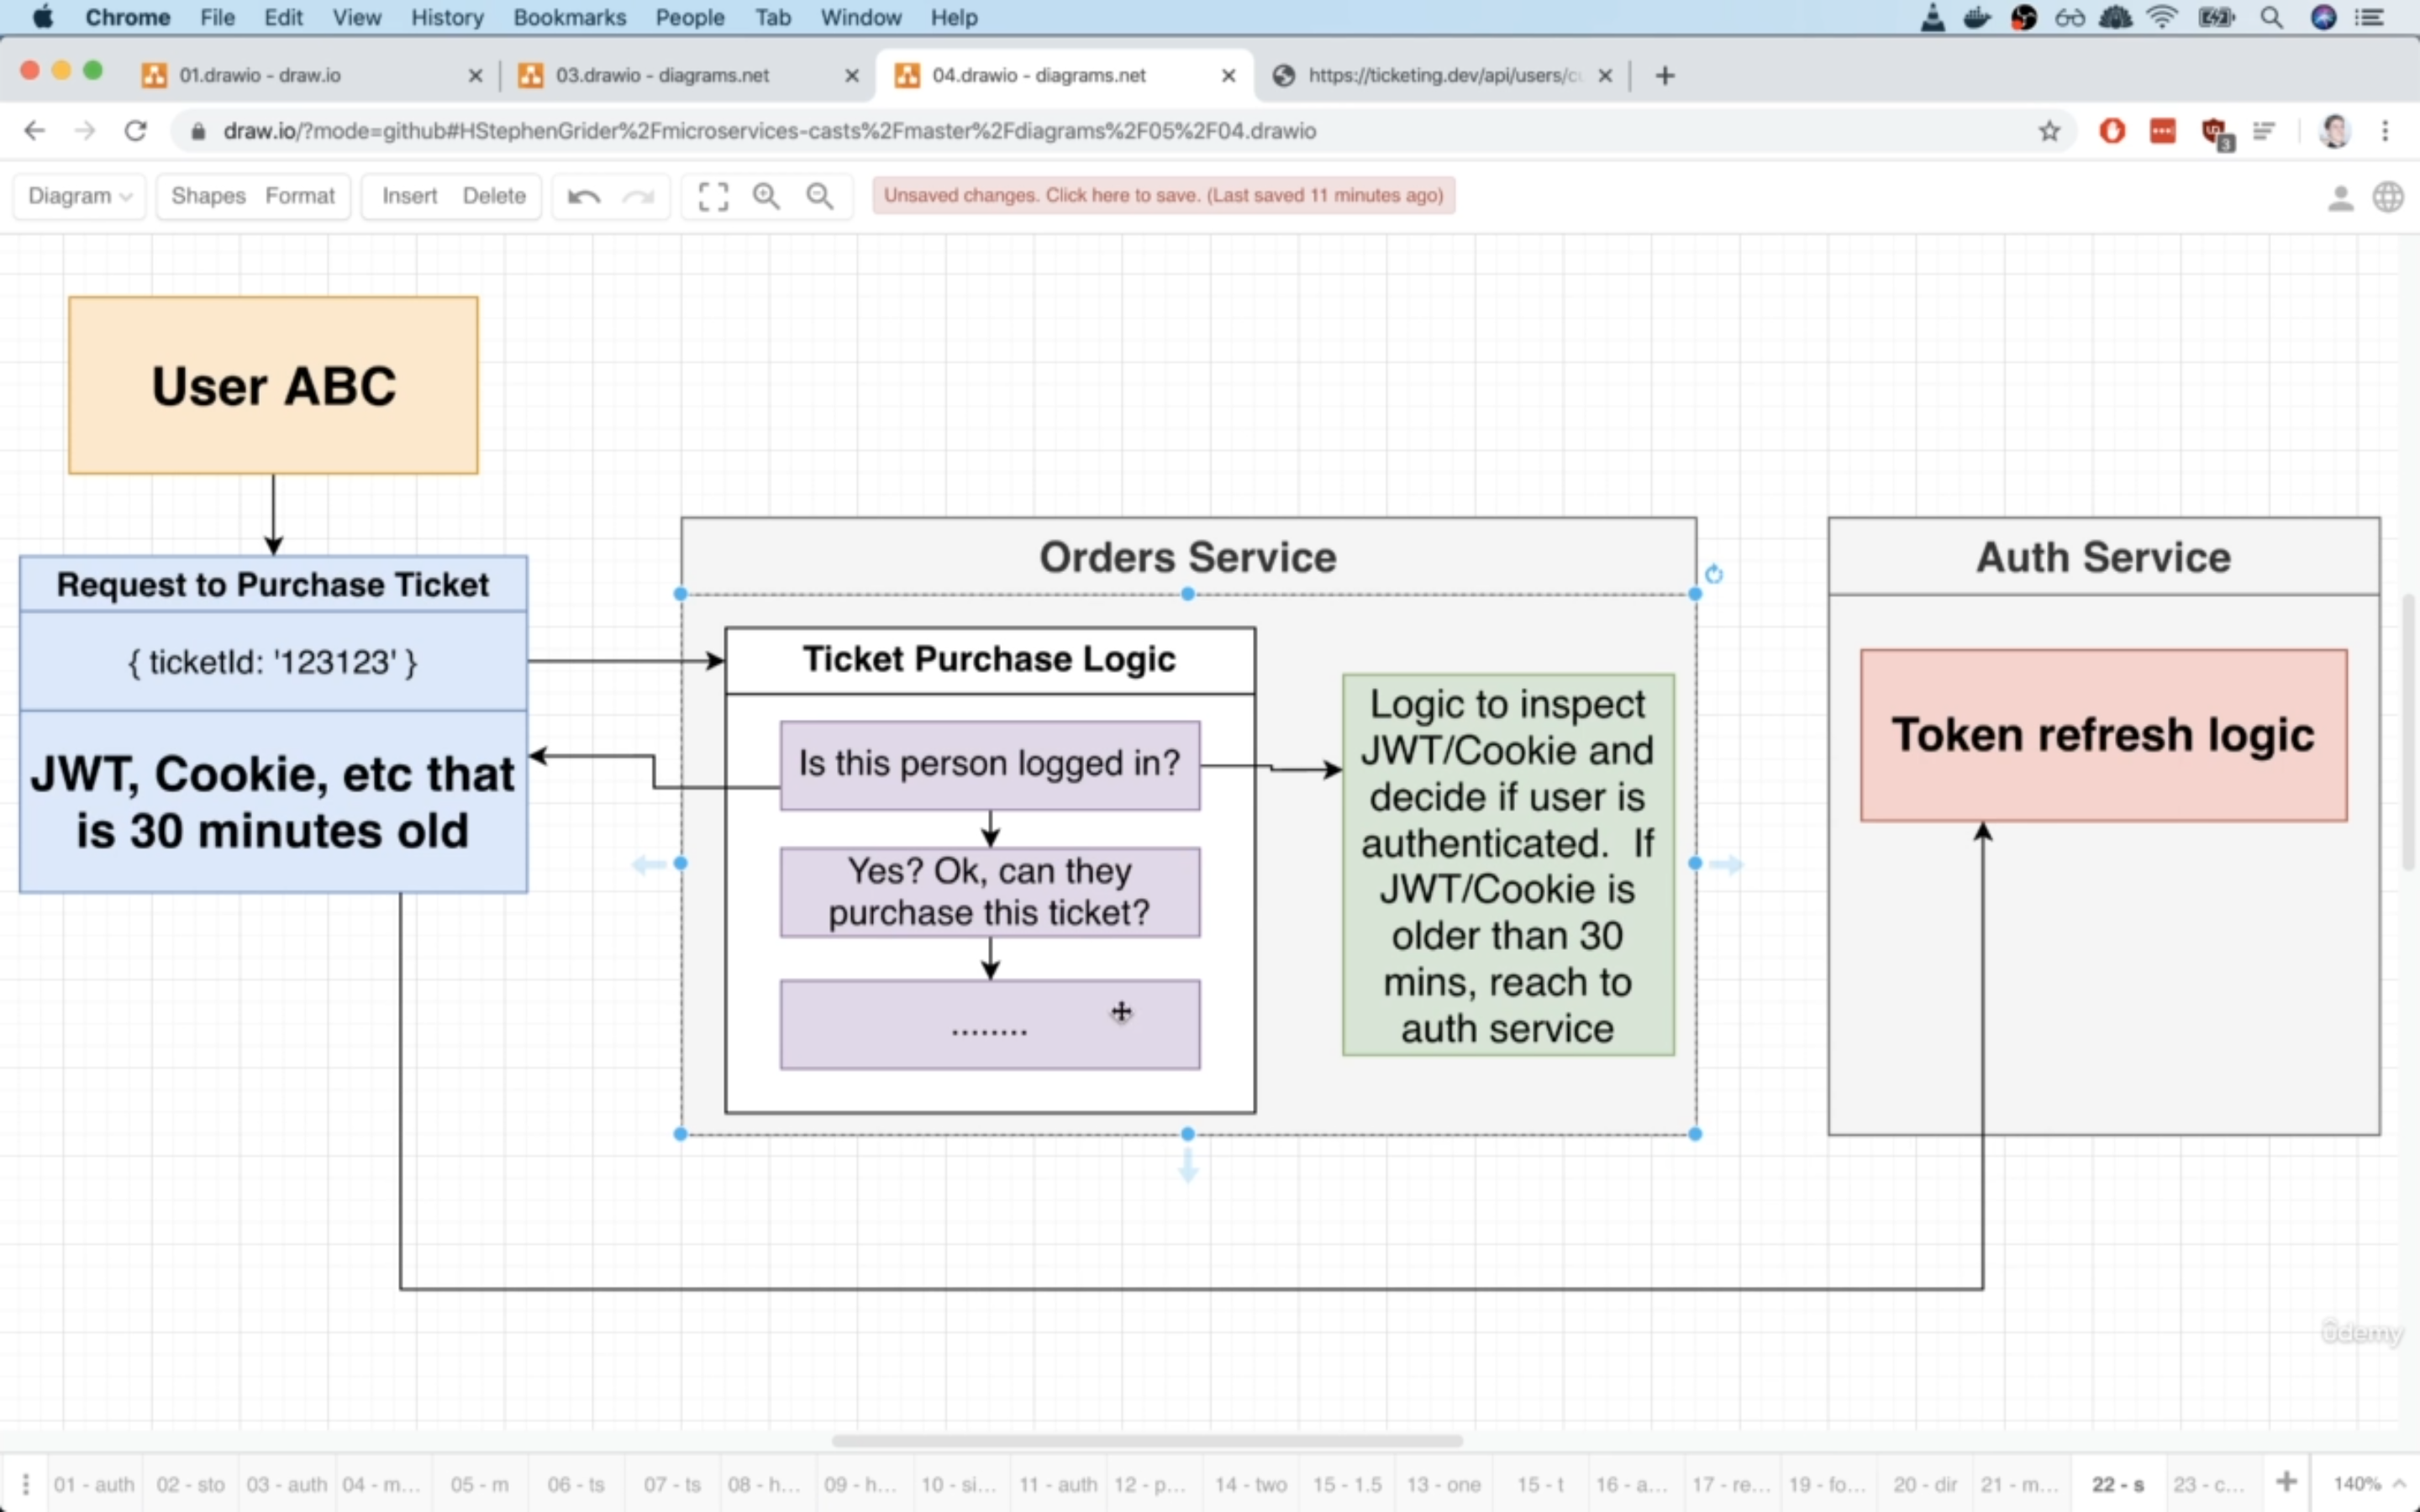 Chrome File Edit View History Bookmarks People Tab Window Help
01.drawio - draw.io
03.drawio - diagrams.net
04.drawio - diagrams.net
https://ticketing.dev/api/users/c
draw.io/?mode=github#HStephenGrider%2Fmicroservices-casts%2Fmaster%2Fdiagrams%2F05%2F04.drawio
3
Diagram Shapes Format Insert Delete
Unsaved changes. Click here to save. (Last saved 11 minutes ago)
User ABC
Request to Purchase Ticket
{ ticketId: '123123' }
JWT, Cookie, etc that
is 30 minutes old
Orders Service
Ticket Purchase Logic
Is this person logged in?
Yes? Ok, can they
purchase this ticket?
........
Logic to inspect
JWT/Cookie and
decide if user is
authenticated.  If
JWT/Cookie is
older than 30
mins, reach to
auth service
Auth Service
Token refresh logic
ûdemy
01 - auth 02 - sto 03 - auth 04 - m... 05 - m 06 - ts 07 - ts 08 - h... 09 - h... 10 - si... 11 - auth 12 - p... 14 - two 15 - 1.5 13 - one 15 - t 16 - a... 17 - re... 19 - fo... 20 - dir 21 - m... 22 - s 23 - c... 140%